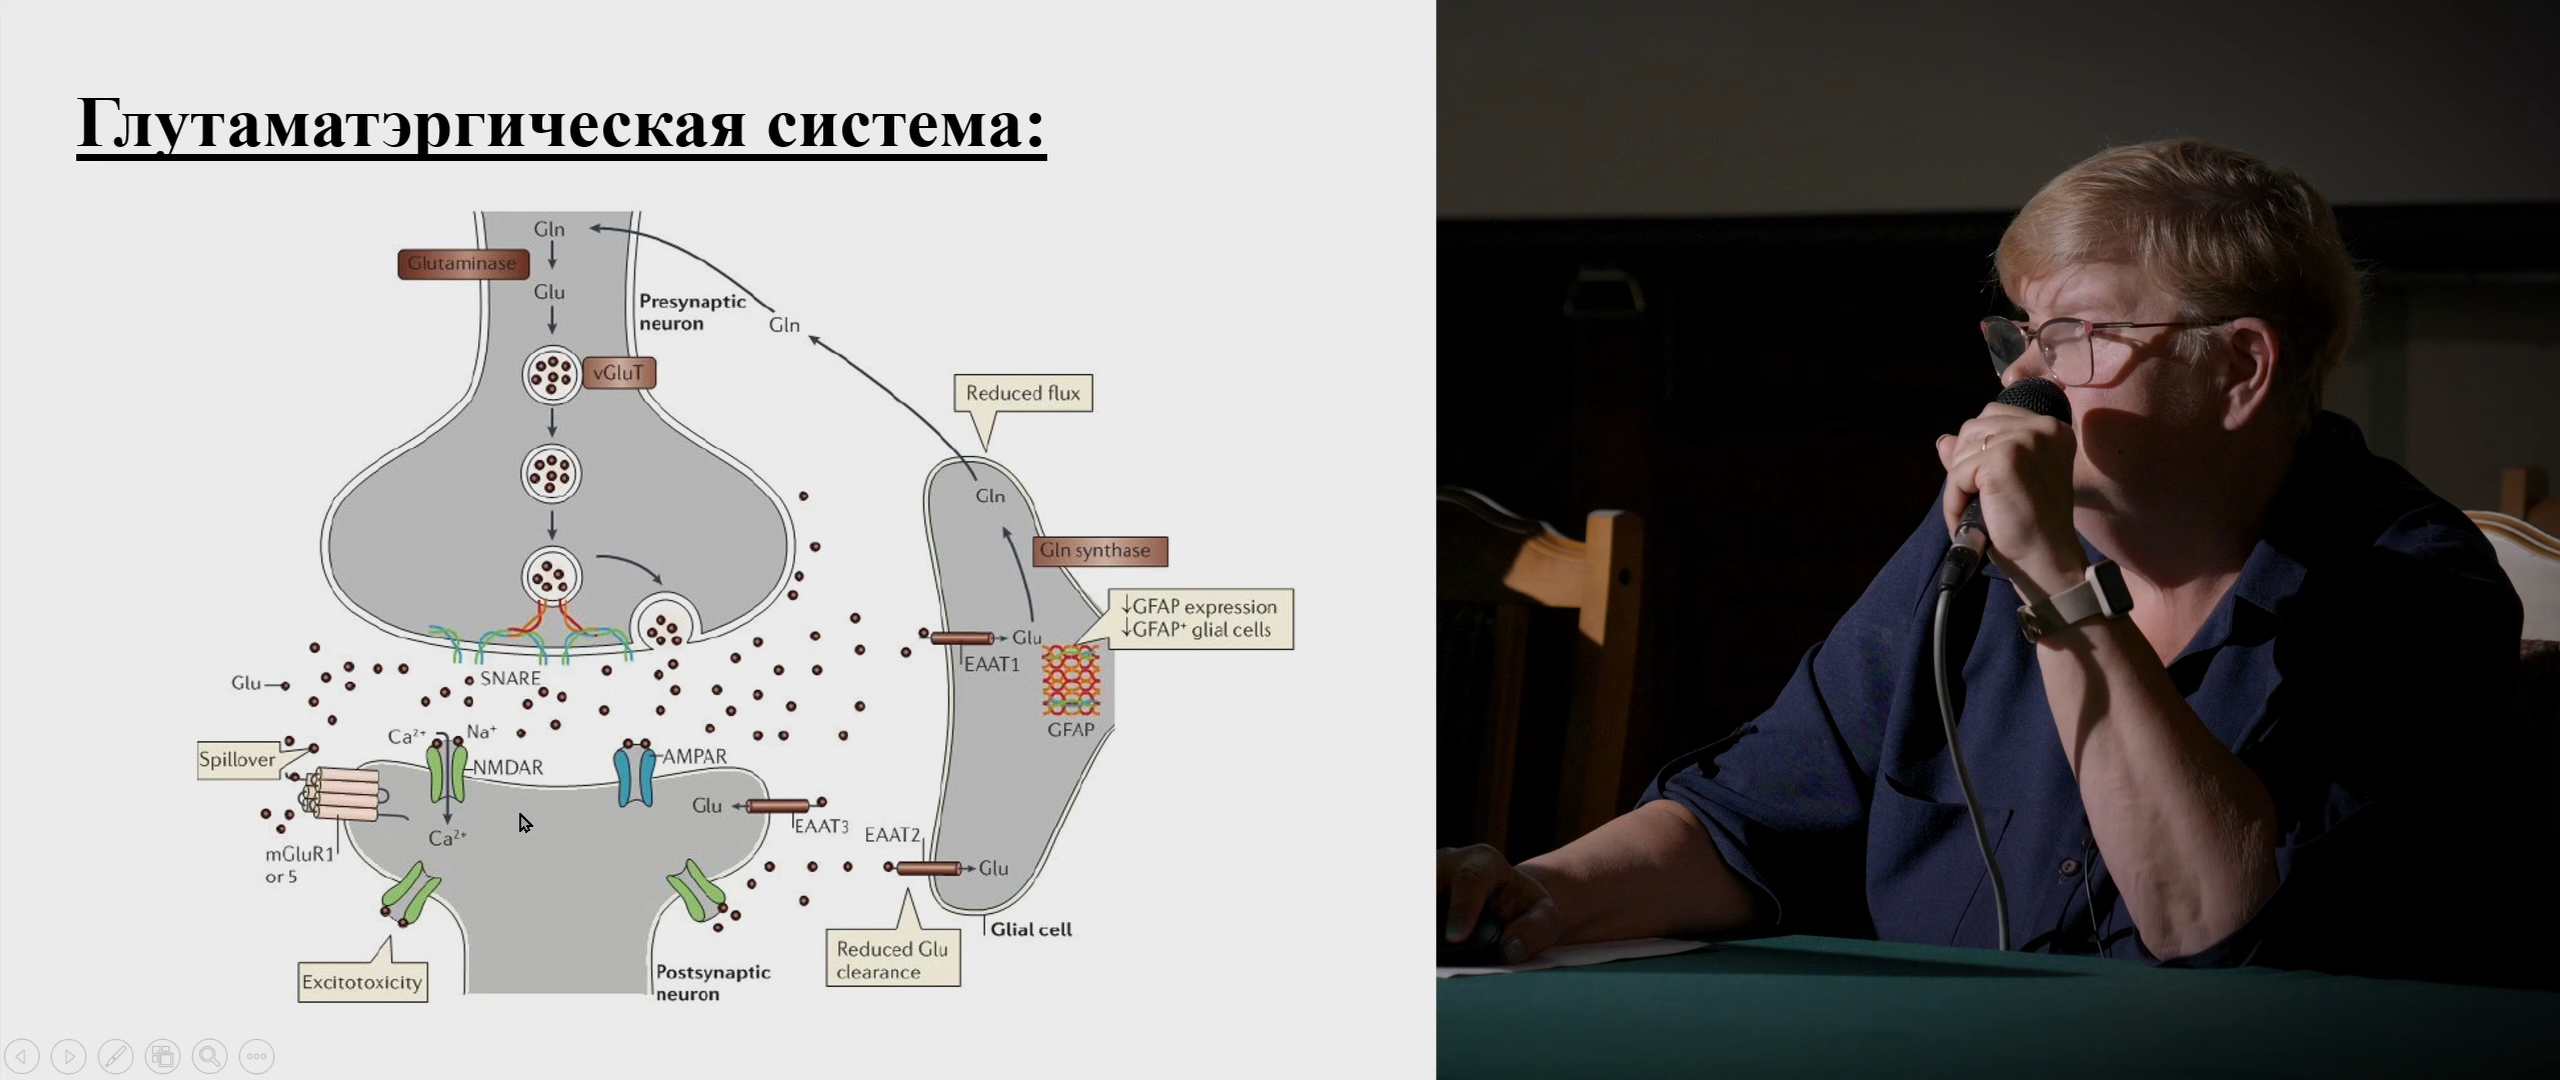 Глутаматэргическая система:
Gln
Glutaminase
Glu
Presynaptic
neuron
Gln
vGluT
Reduced flux
Gln
Gln synthase
↓GFAP expression
↓GFAP⁺ glial cells
Glu
EAAT1
SNARE
Glu
GFAP
Ca²⁺
Na⁺
Spillover
NMDAR
AMPAR
Glu
EAAT3
EAAT2
Ca²⁺
mGluR1
or 5
Glu
Glial cell
Reduced Glu
clearance
Excitotoxicity
Postsynaptic
neuron